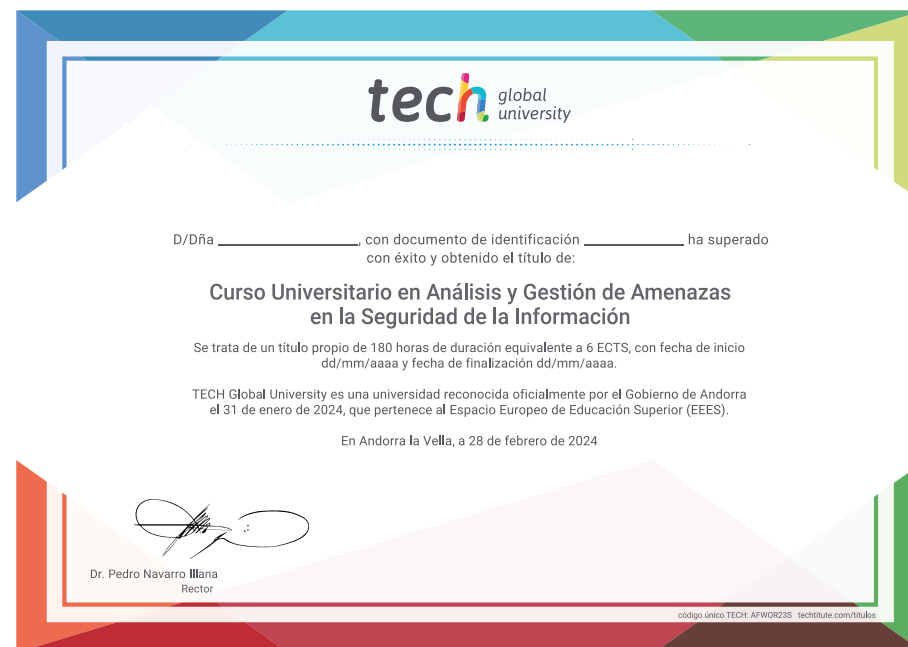 tech global
university
D/Dña ____________________, con documento de identificación ______________ ha superado
con éxito y obtenido el título de:
Curso Universitario en Análisis y Gestión de Amenazas
en la Seguridad de la Información
Se trata de un título propio de 180 horas de duración equivalente a 6 ECTS, con fecha de inicio
dd/mm/aaaa y fecha de finalización dd/mm/aaaa.
TECH Global University es una universidad reconocida oficialmente por el Gobierno de Andorra
el 31 de enero de 2024, que pertenece al Espacio Europeo de Educación Superior (EEES).
En Andorra la Vella, a 28 de febrero de 2024
Dr. Pedro Navarro Illana
Rector
código único TECH: AFWOR23S techtitute.com/titulos